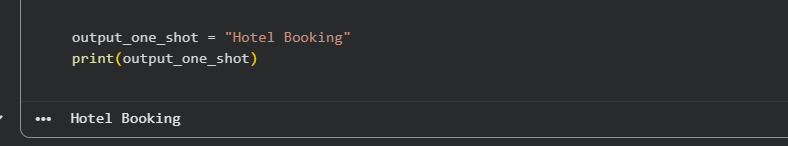 output_one_shot = "Hotel Booking"
print(output_one_shot)
••• Hotel Booking